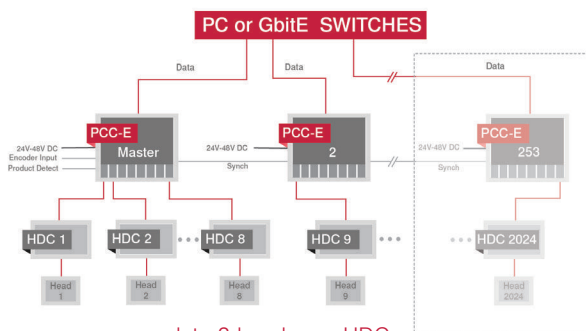 PC or GbitE SWITCHES
Data
Data
Data
PCC-E
PCC-E
PCC-E
24V-48V DC
Encoder Input
Product Detect
Master
24V-48V DC
Synch
2
24V-48V DC
Synch
253
HDC 1
HDC 2
HDC 8
HDC 9
HDC 2024
Head
1
Head
2
Head
8
Head
9
Head
2024